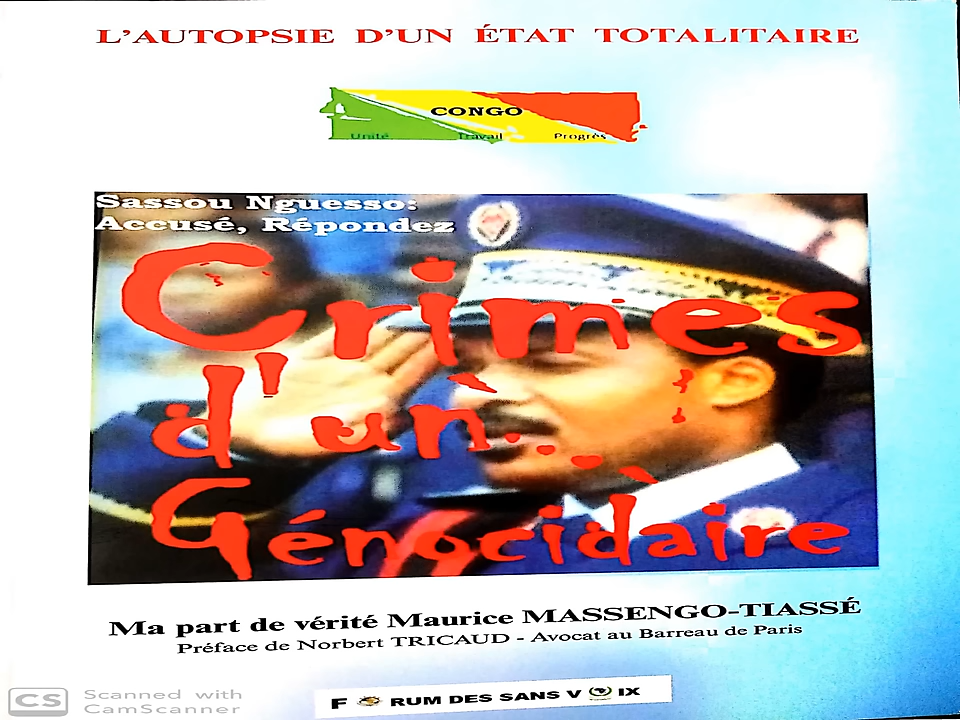 L'AUTOPSIE D'UN ÉTAT TOTALITAIRE
CONGO
Unité Travail Progrès
Sassou Nguesso:
Accusé, Répondez
Crimes
d'un
Génocidaire
Ma part de vérité Maurice MASSENGO-TIASSÉ
Préface de Norbert TRICAUD - Avocat au Barreau de Paris
F RUM DES SANS V IX
CS Scanned with
CamScanner